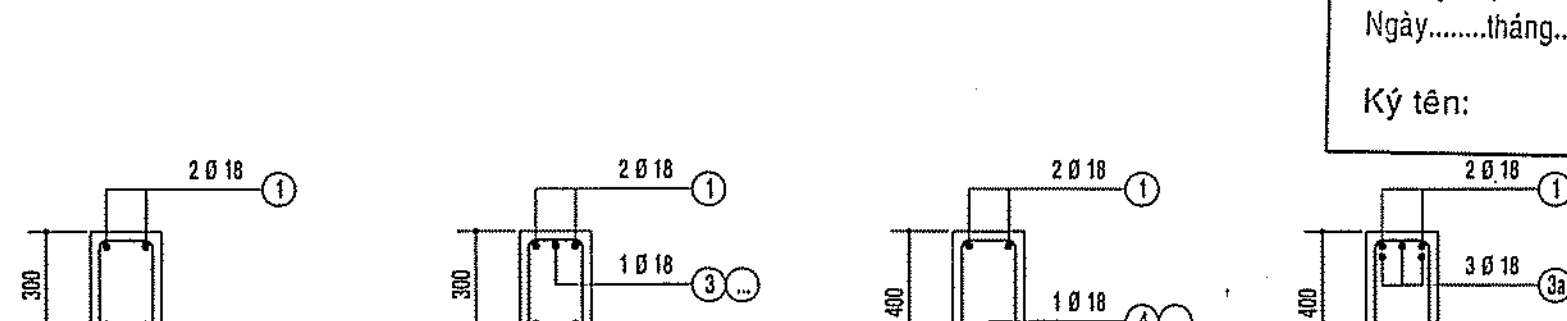 Ngày........tháng..
Ký tên:
2 Ø 18
1
2 Ø 18
1
2 Ø 18
1
2 Ø 18
1
300
300
1 Ø 18
3 ...
400
1 Ø 18
400
3 Ø 18
3a